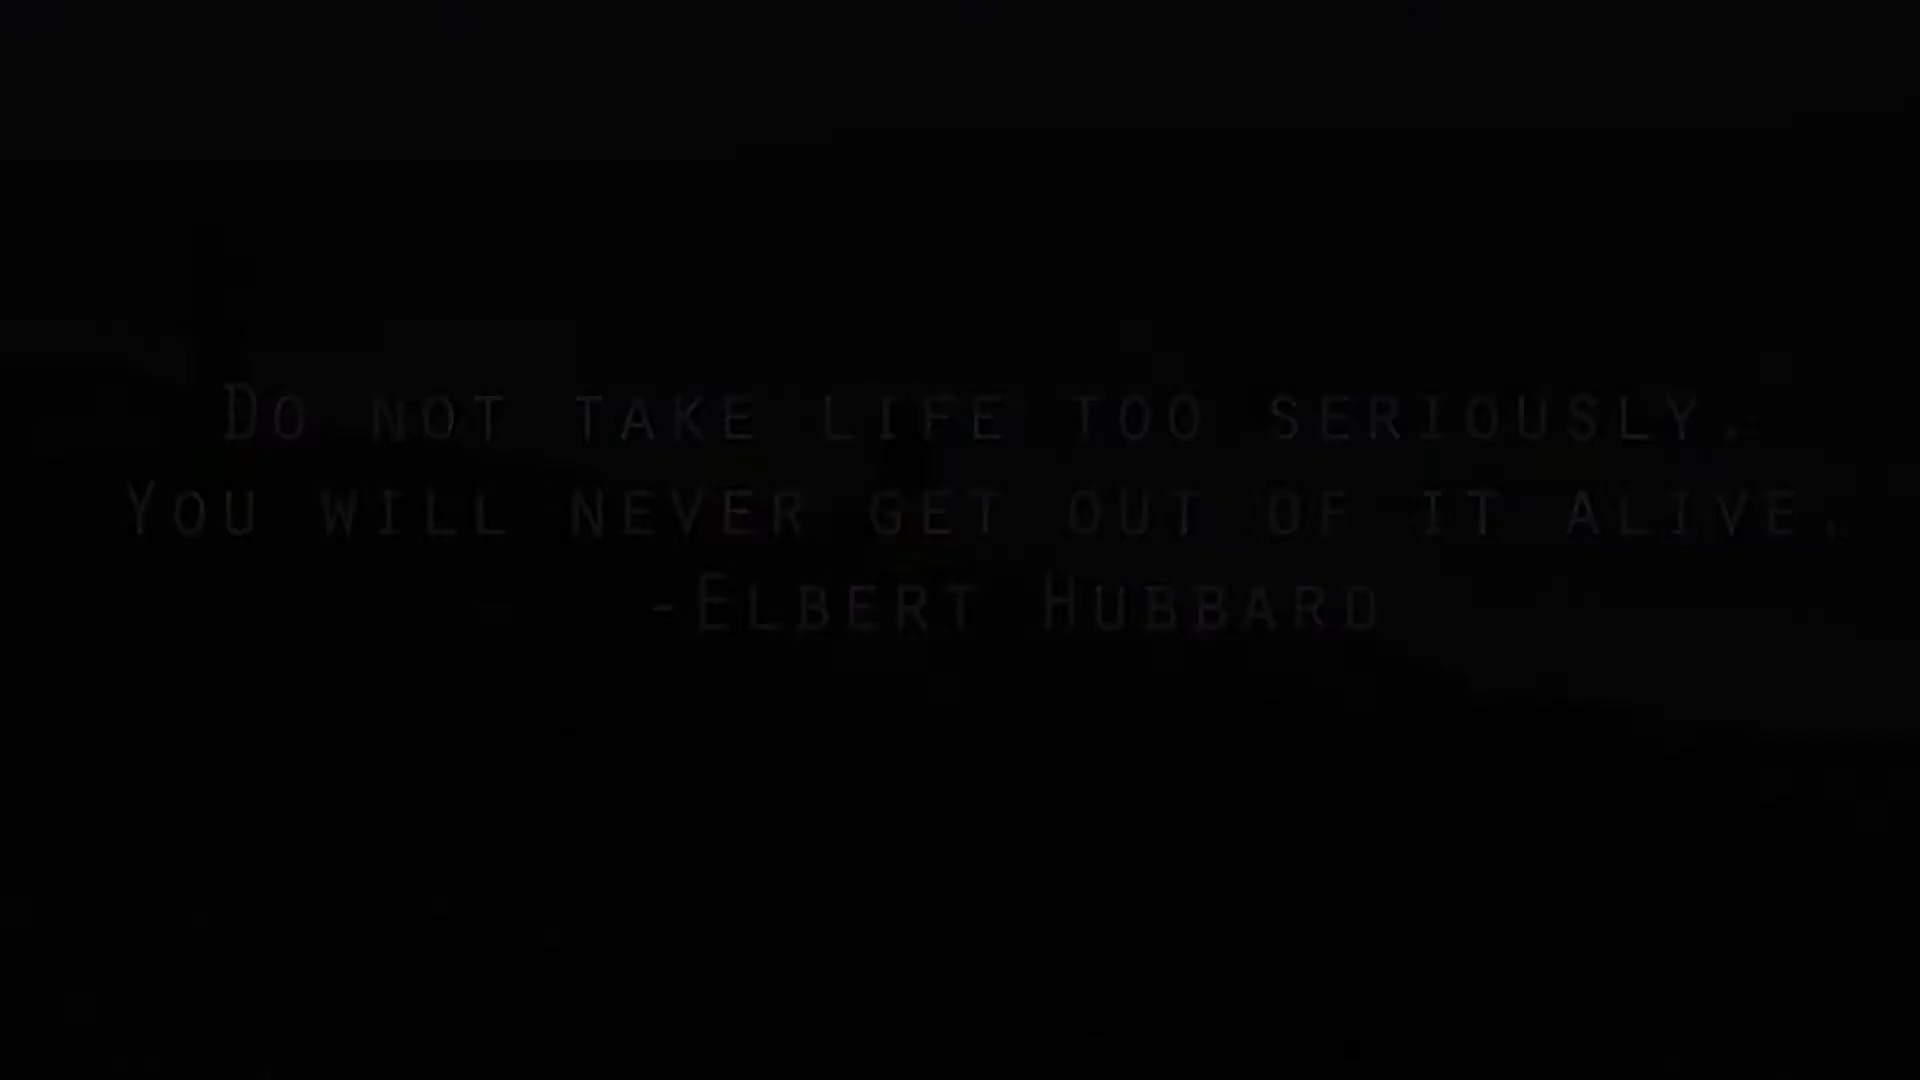 Do not take life too seriously.
You will never get out of it alive.
-Elbert Hubbard